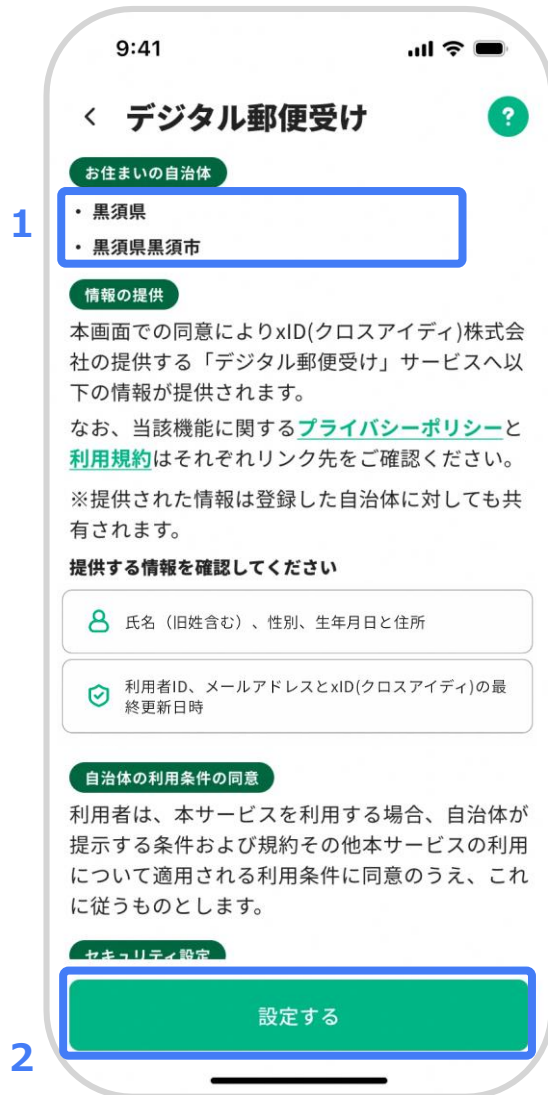 9:41
デジタル郵便受け
?
お住まいの自治体
1
・ 黒須県
・ 黒須県黒須市
情報の提供
本画面での同意によりxID(クロスアイディ)株式会
社の提供する「デジタル郵便受け」サービスへ以
下の情報が提供されます。
なお、当該機能に関するプライバシーポリシーと
利用規約はそれぞれリンク先をご確認ください。
※提供された情報は登録した自治体に対しても共
有されます。
提供する情報を確認してください
氏名（旧姓含む）、性別、生年月日と住所
利用者ID、メールアドレスとxID(クロスアイディ)の最
終更新日時
自治体の利用条件の同意
利用者は、本サービスを利用する場合、自治体が
提示する条件および規約その他本サービスの利用
について適用される利用条件に同意のうえ、これ
に従うものとします。
セキュリティ設定
設定する
2